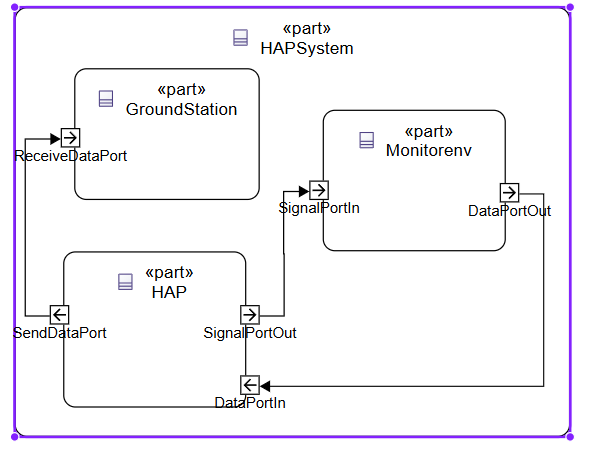 «part»
HAPSystem
«part»
GroundStation
ReceiveDataPort
«part»
Monitorenv
SignalPortIn
DataPortOut
«part»
HAP
SendDataPort
SignalPortOut
DataPortIn